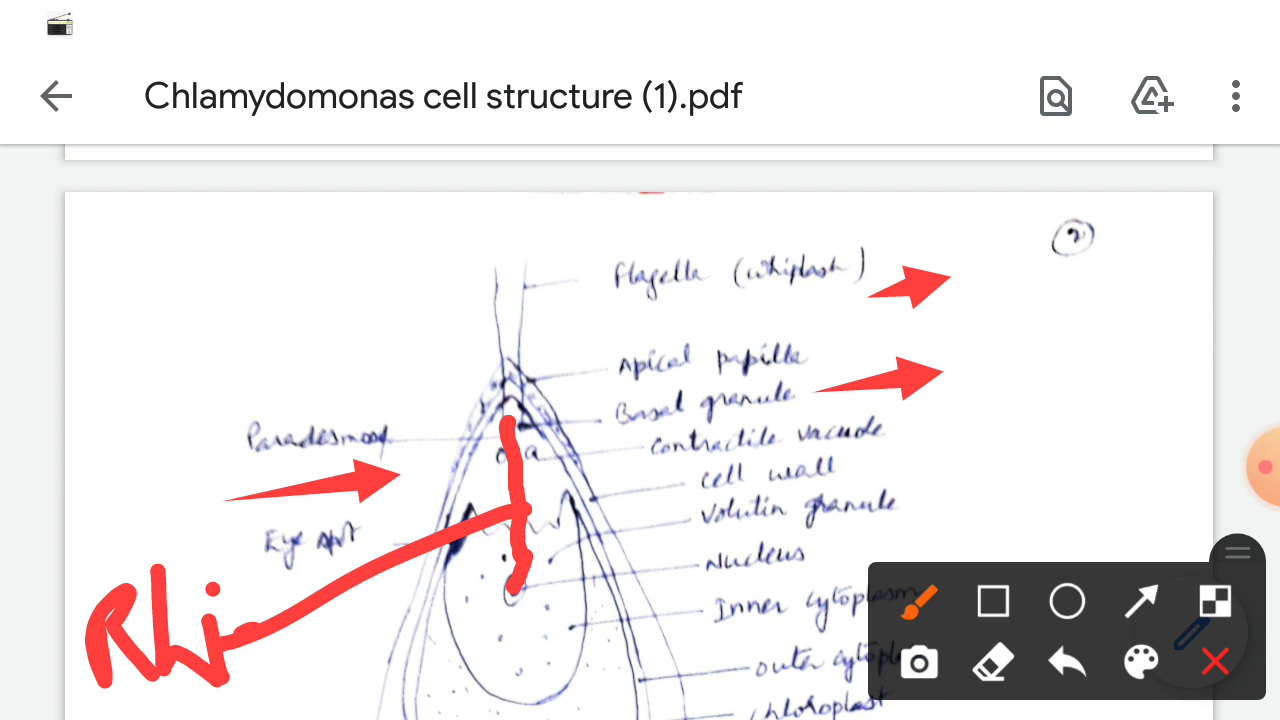 Chlamydomonas cell structure (1).pdf
2
Flagella (whiplash)
Apical papilla
Basal granule
Paradesmose
Contractile vacuole
cell wall
Volutin granule
Eye spot
Nucleus
Inner cytoplasm
Rhi
outer cytopl
chloroplast